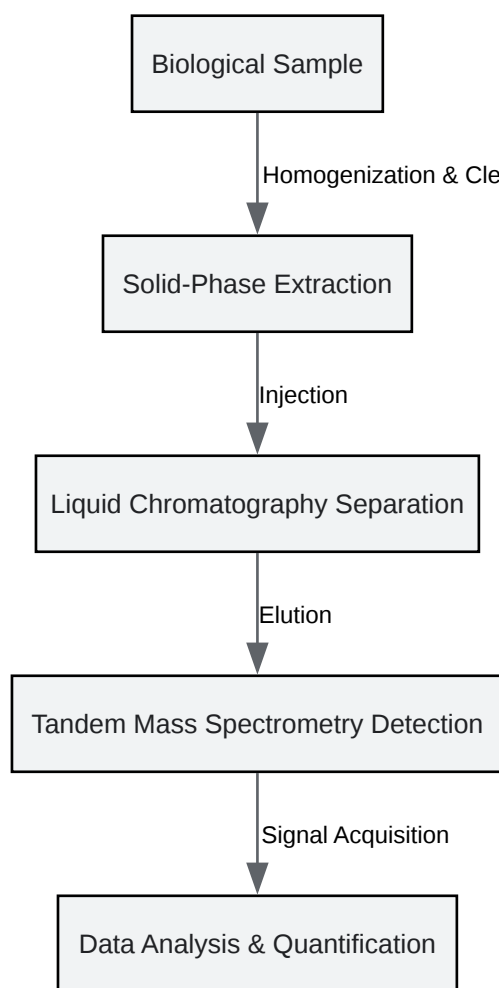 Biological Sample
Homogenization & Cle
Solid-Phase Extraction
Injection
Liquid Chromatography Separation
Elution
Tandem Mass Spectrometry Detection
Signal Acquisition
Data Analysis & Quantification